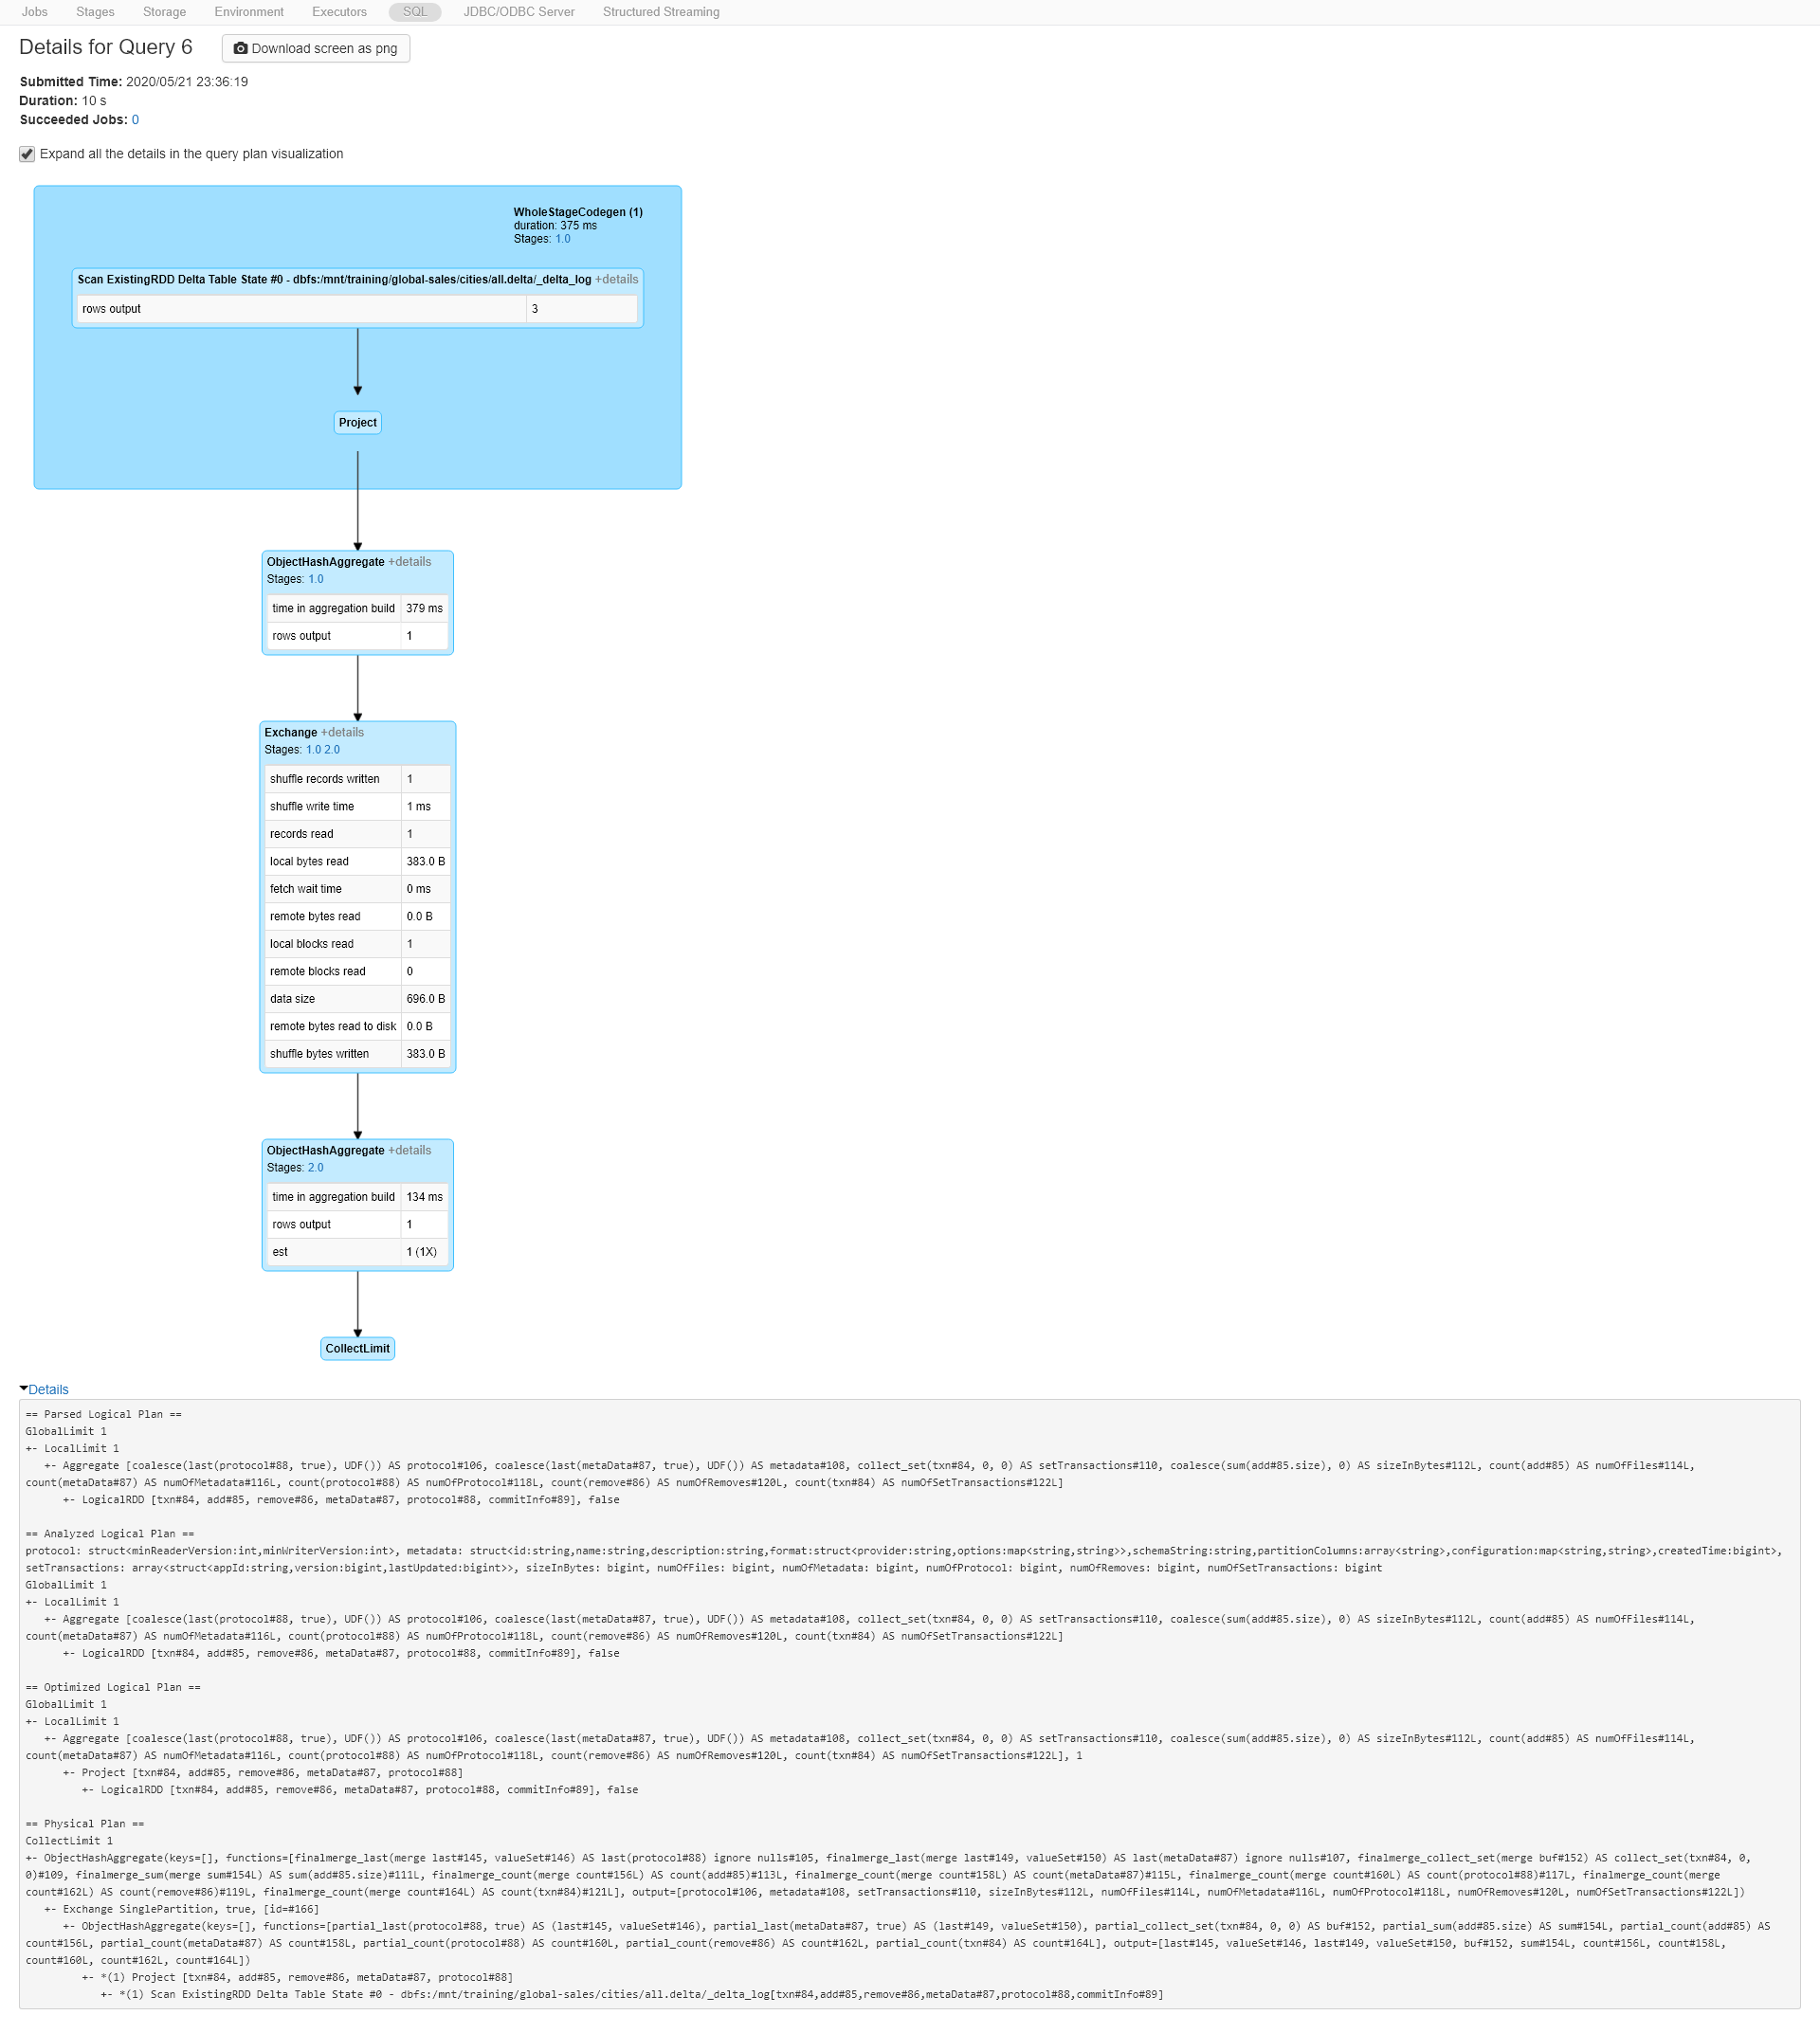 Jobs Stages Storage Environment Executors SQL JDBC/ODBC Server Structured Streaming
Details for Query 6 Download screen as png
Submitted Time: 2020/05/21 23:36:19
Duration: 10 s
Succeeded Jobs: 0
Expand all the details in the query plan visualization
WholeStageCodegen (1)
duration: 375 ms
Stages: 1.0
Scan ExistingRDD Delta Table State #0 - dbfs:/mnt/training/global-sales/cities/all.delta/_delta_log +details
rows output 3
Project
ObjectHashAggregate +details
Stages: 1.0
time in aggregation build 379 ms
rows output 1
Exchange +details
Stages: 1.0 2.0
shuffle records written 1
shuffle write time 1 ms
records read 1
local bytes read 383.0 B
fetch wait time 0 ms
remote bytes read 0.0 B
local blocks read 1
remote blocks read 0
data size 696.0 B
remote bytes read to disk 0.0 B
shuffle bytes written 383.0 B
ObjectHashAggregate +details
Stages: 2.0
time in aggregation build 134 ms
rows output 1
est 1 (1X)
CollectLimit
Details
== Parsed Logical Plan ==
GlobalLimit 1
+- LocalLimit 1
+- Aggregate [coalesce(last(protocol#88, true), UDF()) AS protocol#106, coalesce(last(metaData#87, true), UDF()) AS metadata#108, collect_set(txn#84, 0, 0) AS setTransactions#110, coalesce(sum(add#85.size), 0) AS sizeInBytes#112L, count(add#85) AS numOfFiles#114L,
count(metaData#87) AS numOfMetadata#116L, count(protocol#88) AS numOfProtocol#118L, count(remove#86) AS numOfRemoves#120L, count(txn#84) AS numOfSetTransactions#122L]
+- LogicalRDD [txn#84, add#85, remove#86, metaData#87, protocol#88, commitInfo#89], false
== Analyzed Logical Plan ==
protocol: struct<minReaderVersion:int,minWriterVersion:int>, metadata: struct<id:string,name:string,description:string,format:struct<provider:string,options:map<string,string>>,schemaString:string,partitionColumns:array<string>,configuration:map<string,string>,createdTime:bigint>,
setTransactions: array<struct<appId:string,version:bigint,lastUpdated:bigint>>, sizeInBytes: bigint, numOfFiles: bigint, numOfMetadata: bigint, numOfProtocol: bigint, numOfRemoves: bigint, numOfSetTransactions: bigint
GlobalLimit 1
+- LocalLimit 1
+- Aggregate [coalesce(last(protocol#88, true), UDF()) AS protocol#106, coalesce(last(metaData#87, true), UDF()) AS metadata#108, collect_set(txn#84, 0, 0) AS setTransactions#110, coalesce(sum(add#85.size), 0) AS sizeInBytes#112L, count(add#85) AS numOfFiles#114L,
count(metaData#87) AS numOfMetadata#116L, count(protocol#88) AS numOfProtocol#118L, count(remove#86) AS numOfRemoves#120L, count(txn#84) AS numOfSetTransactions#122L]
+- LogicalRDD [txn#84, add#85, remove#86, metaData#87, protocol#88, commitInfo#89], false
== Optimized Logical Plan ==
GlobalLimit 1
+- LocalLimit 1
+- Aggregate [coalesce(last(protocol#88, true), UDF()) AS protocol#106, coalesce(last(metaData#87, true), UDF()) AS metadata#108, collect_set(txn#84, 0, 0) AS setTransactions#110, coalesce(sum(add#85.size), 0) AS sizeInBytes#112L, count(add#85) AS numOfFiles#114L,
count(metaData#87) AS numOfMetadata#116L, count(protocol#88) AS numOfProtocol#118L, count(remove#86) AS numOfRemoves#120L, count(txn#84) AS numOfSetTransactions#122L], 1
+- Project [txn#84, add#85, remove#86, metaData#87, protocol#88]
+- LogicalRDD [txn#84, add#85, remove#86, metaData#87, protocol#88, commitInfo#89], false
== Physical Plan ==
CollectLimit 1
+- ObjectHashAggregate(keys=[], functions=[finalmerge_last(merge last#145, valueSet#146) AS last(protocol#88) ignore nulls#105, finalmerge_last(merge last#149, valueSet#150) AS last(metaData#87) ignore nulls#107, finalmerge_collect_set(merge buf#152) AS collect_set(txn#84, 0,
0)#109, finalmerge_sum(merge sum#154L) AS sum(add#85.size)#111L, finalmerge_count(merge count#156L) AS count(add#85)#113L, finalmerge_count(merge count#158L) AS count(metaData#87)#115L, finalmerge_count(merge count#160L) AS count(protocol#88)#117L, finalmerge_count(merge
count#162L) AS count(remove#86)#119L, finalmerge_count(merge count#164L) AS count(txn#84)#121L], output=[protocol#106, metadata#108, setTransactions#110, sizeInBytes#112L, numOfFiles#114L, numOfMetadata#116L, numOfProtocol#118L, numOfRemoves#120L, numOfSetTransactions#122L])
+- Exchange SinglePartition, true, [id=#166]
+- ObjectHashAggregate(keys=[], functions=[partial_last(protocol#88, true) AS (last#145, valueSet#146), partial_last(metaData#87, true) AS (last#149, valueSet#150), partial_collect_set(txn#84, 0, 0) AS buf#152, partial_sum(add#85.size) AS sum#154L, partial_count(add#85) AS
count#156L, partial_count(metaData#87) AS count#158L, partial_count(protocol#88) AS count#160L, partial_count(remove#86) AS count#162L, partial_count(txn#84) AS count#164L], output=[last#145, valueSet#146, last#149, valueSet#150, buf#152, sum#154L, count#156L, count#158L,
count#160L, count#162L, count#164L])
+- *(1) Project [txn#84, add#85, remove#86, metaData#87, protocol#88]
+- *(1) Scan ExistingRDD Delta Table State #0 - dbfs:/mnt/training/global-sales/cities/all.delta/_delta_log[txn#84,add#85,remove#86,metaData#87,protocol#88,commitInfo#89]